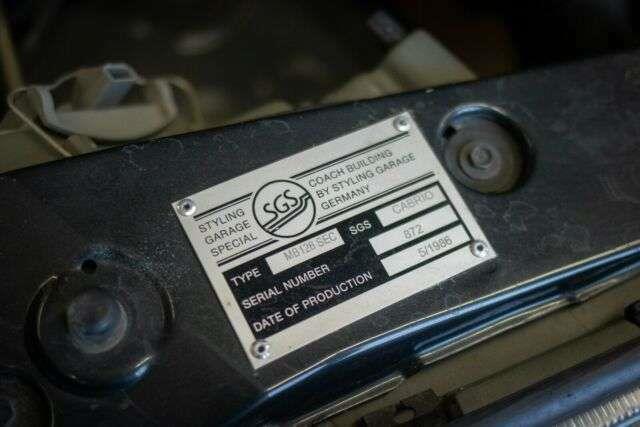 STYLING
GARAGE
SPECIAL
SGS
COACH BUILDING
BY STYLING GARAGE
GERMANY
TYPE MB126 SEC SGS CABRIO
SERIAL NUMBER 872
DATE OF PRODUCTION 5/1986